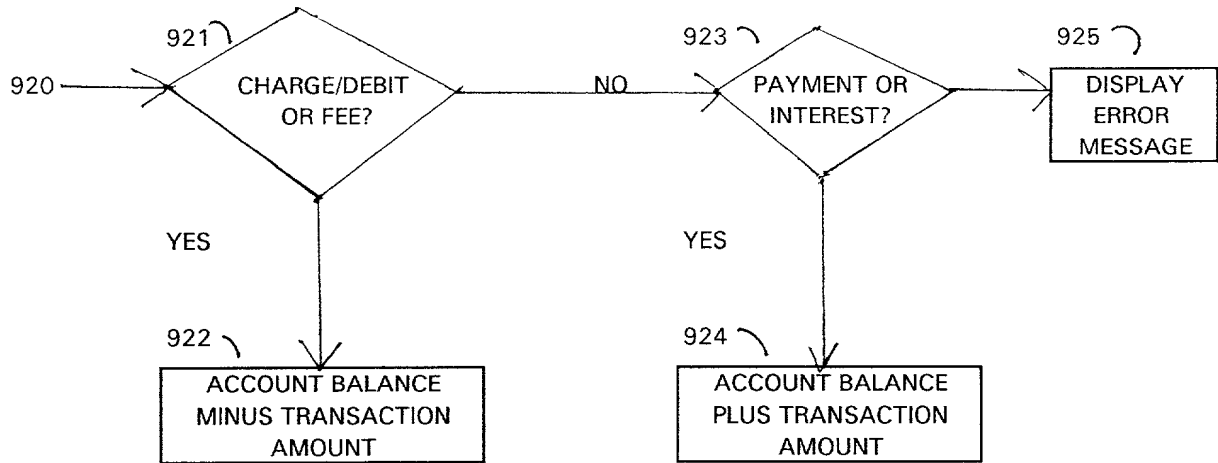 921
923
925
920
CHARGE/DEBIT
OR FEE?
NO
PAYMENT OR
INTEREST?
DISPLAY
ERROR
MESSAGE
YES
YES
922
924
ACCOUNT BALANCE
MINUS TRANSACTION
AMOUNT
ACCOUNT BALANCE
PLUS TRANSACTION
AMOUNT